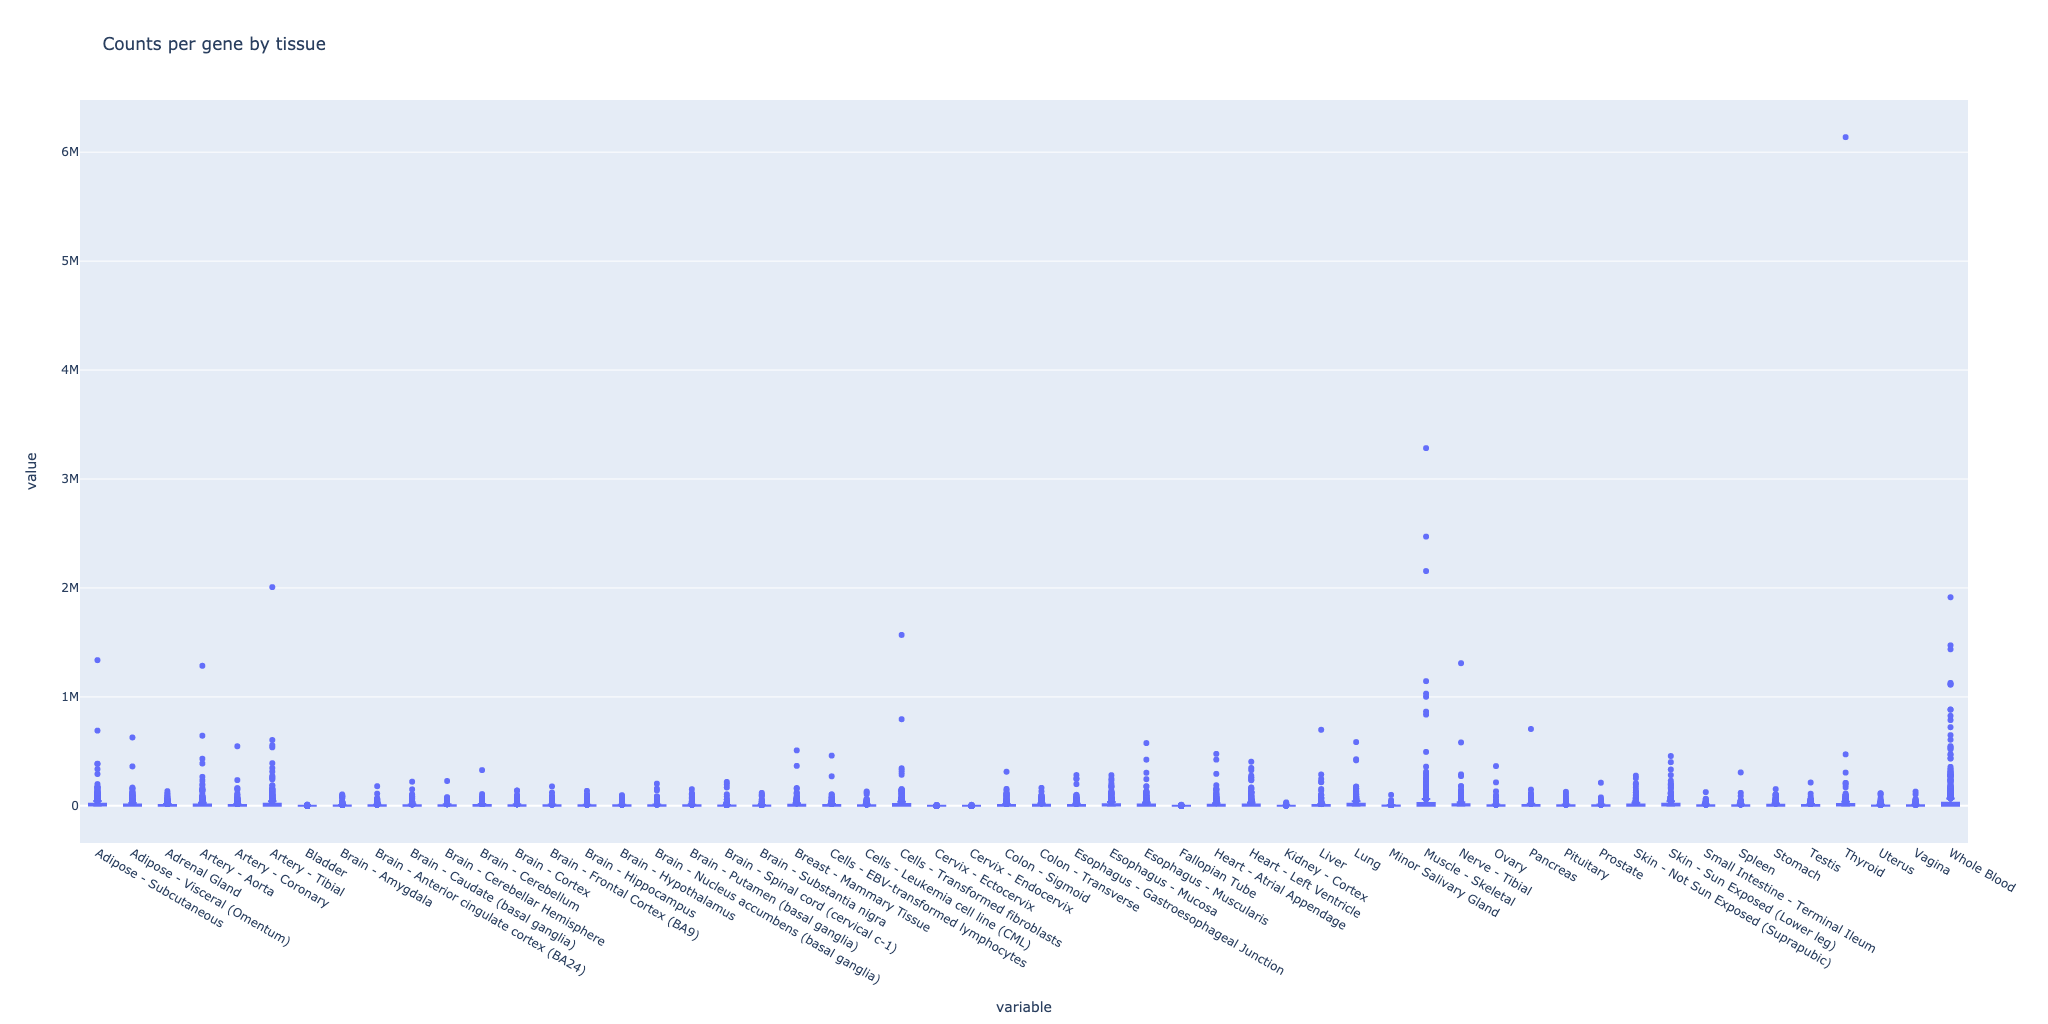 Counts per gene by tissue
6M
5M
4M
3M
2M
1M
0
value
Adipose - Subcutaneous
Adipose - Visceral (Omentum)
Adrenal Gland
Artery - Aorta
Artery - Coronary
Artery - Tibial
Bladder
Brain - Amygdala
Brain - Anterior cingulate cortex (BA24)
Brain - Caudate (basal ganglia)
Brain - Cerebellar Hemisphere
Brain - Cerebellum
Brain - Cortex
Brain - Frontal Cortex (BA9)
Brain - Hippocampus
Brain - Hypothalamus
Brain - Nucleus accumbens (basal ganglia)
Brain - Putamen (basal ganglia)
Brain - Spinal cord (cervical c-1)
Brain - Substantia nigra
Breast - Mammary Tissue
Cells - EBV-transformed lymphocytes
Cells - Leukemia cell line (CML)
Cells - Transformed fibroblasts
Cervix - Ectocervix
Cervix - Endocervix
Colon - Sigmoid
Colon - Transverse
Esophagus - Gastroesophageal Junction
Esophagus - Mucosa
Esophagus - Muscularis
Fallopian Tube
Heart - Atrial Appendage
Heart - Left Ventricle
Kidney - Cortex
Liver
Lung
Minor Salivary Gland
Muscle - Skeletal
Nerve - Tibial
Ovary
Pancreas
Pituitary
Prostate
Skin - Not Sun Exposed (Suprapubic)
Skin - Sun Exposed (Lower leg)
Small Intestine - Terminal Ileum
Spleen
Stomach
Testis
Thyroid
Uterus
Vagina
Whole Blood
variable